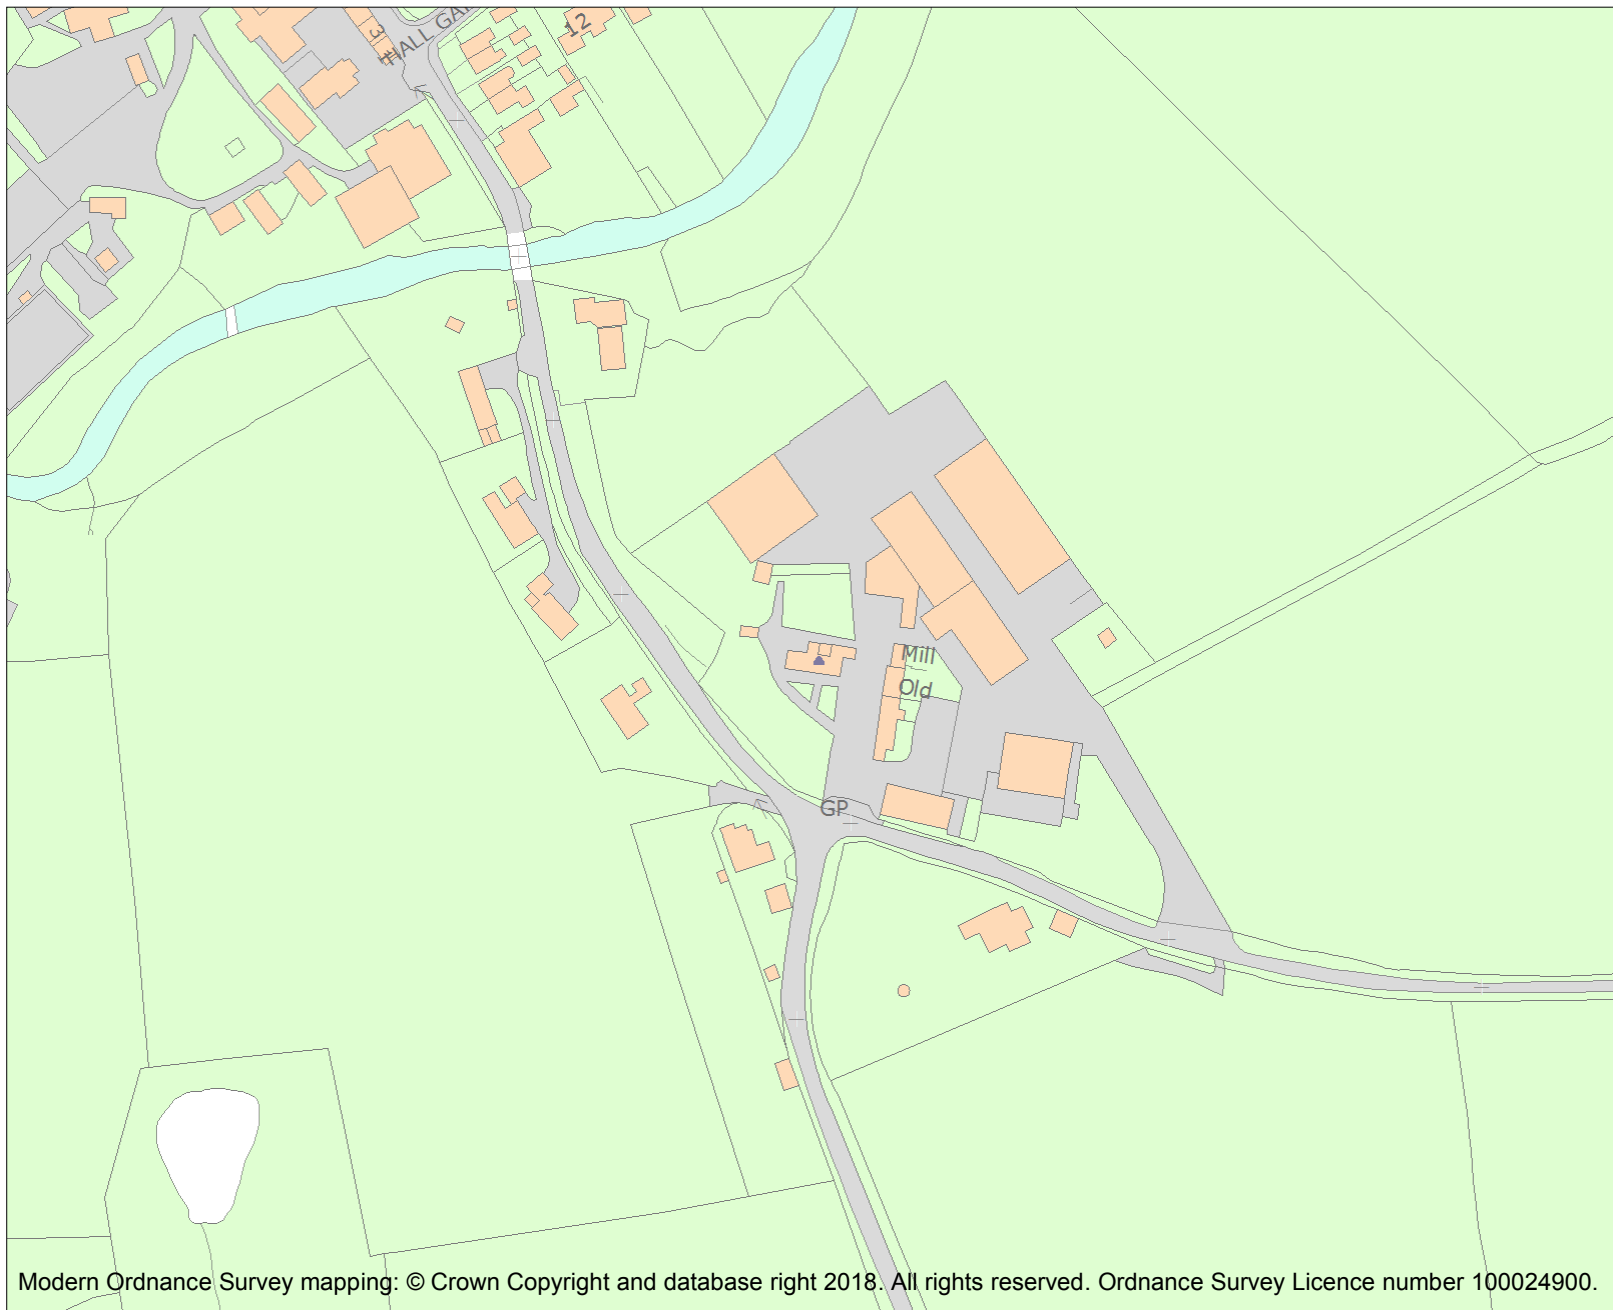 3
HALL GA
12
Mill
Old
GP
Modern Ordnance Survey mapping: © Crown Copyright and database right 2018. All rights reserved. Ordnance Survey Licence number 100024900.